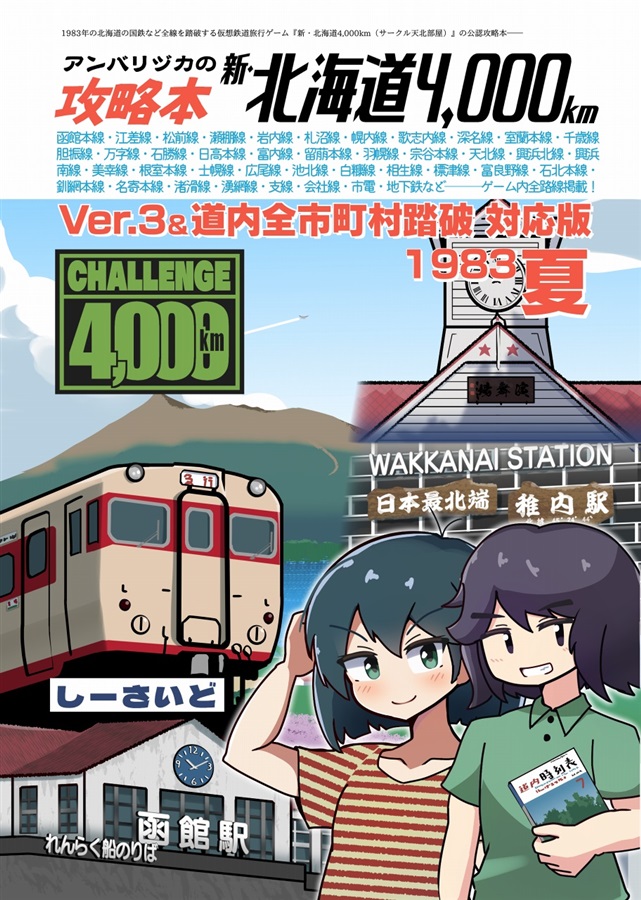 1983年の北海道の国鉄など全線を踏破する仮想鉄道旅行ゲーム『新・北海道4,000km（サークル天北部屋）』の公認攻略本──
アンバリヅカの
攻略本
新・北海道4,000km
函館本線・江差線・松前線・瀬棚線・岩内線・札沼線・幌内線・歌志内線・深名線・室蘭本線・千歳線
胆振線・万字線・石勝線・日高本線・富内線・留萌本線・羽幌線・宗谷本線・天北線・興浜北線・興浜
南線・美幸線・根室本線・士幌線・広尾線・池北線・白糠線・相生線・標津線・富良野線・石北本線・
釧網本線・名寄本線・渚滑線・湧網線・支線・会社線・市電・地下鉄など───ゲーム内全路線掲載！
Ver.3&道内全市町村踏破 対応版
1983夏
CHALLENGE
4,000km
WAKKANAI STATION
日本最北端 稚内駅
急行
しーさいど
12
函館駅
れんらく船のりば
道内時刻表
7